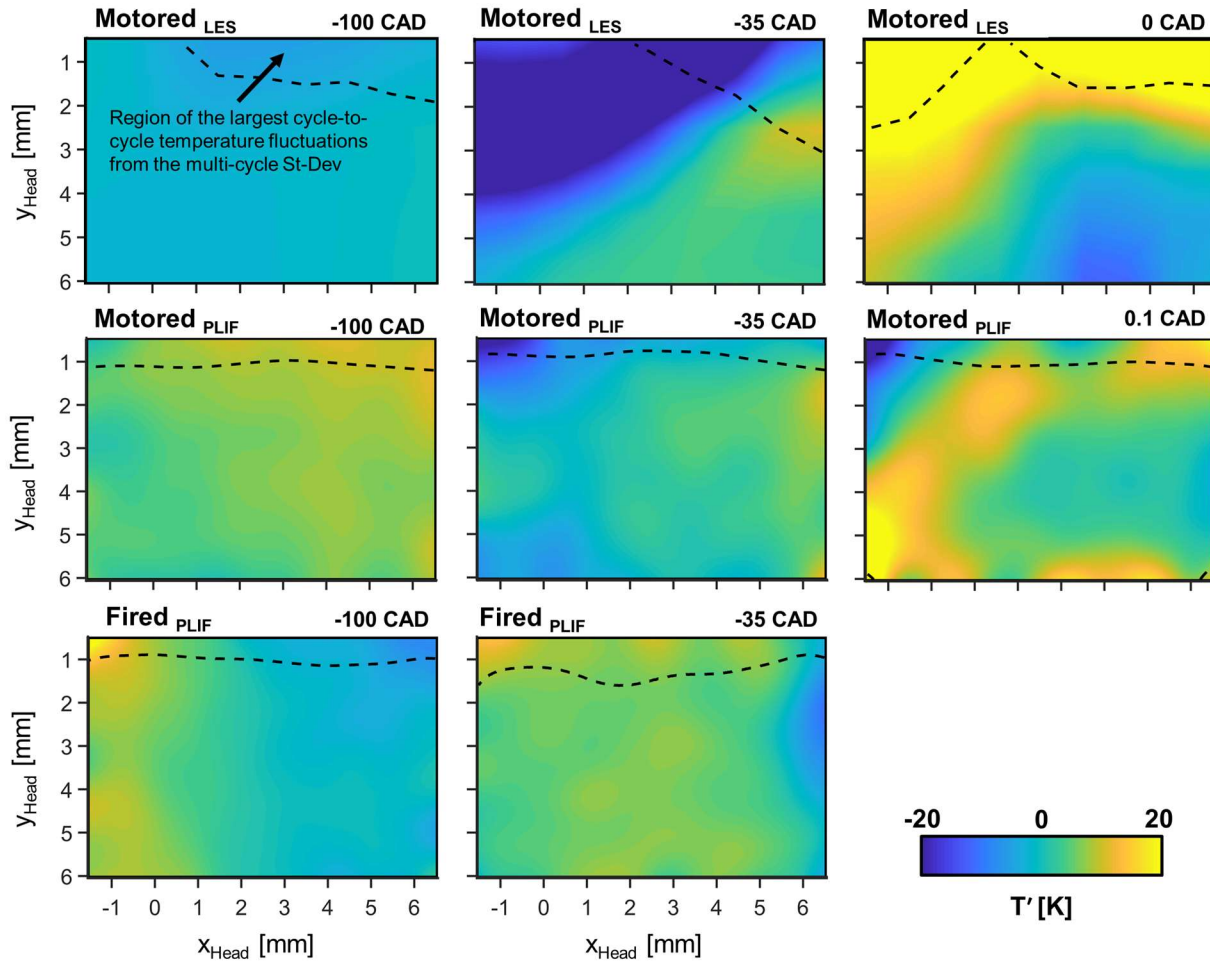 Motored LES -100 CAD
Motored LES -35 CAD
Motored LES 0 CAD
1
2
3
4
5
6
yHead [mm]
Region of the largest cycle-to-
cycle temperature fluctuations
from the multi-cycle St-Dev
Motored PLIF -100 CAD
Motored PLIF -35 CAD
Motored PLIF 0.1 CAD
1
2
3
4
5
6
yHead [mm]
Fired PLIF -100 CAD
Fired PLIF -35 CAD
1
2
3
4
5
6
yHead [mm]
-1 0 1 2 3 4 5 6
xHead [mm]
-1 0 1 2 3 4 5 6
xHead [mm]
-20 0 20
T′ [K]